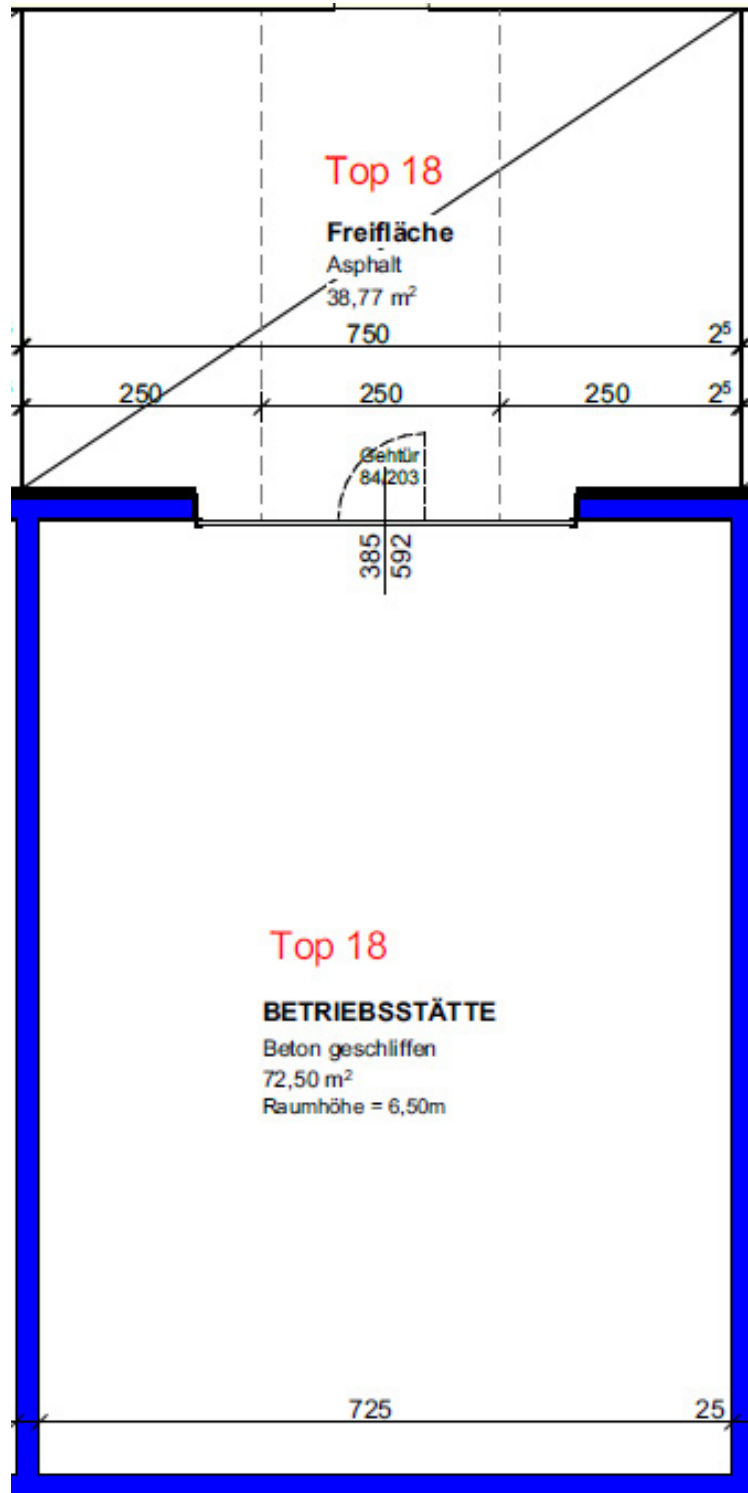 Top 18
Freifläche
Asphalt
38,77 m²
750 2⁵
250 250 250 2⁵
Gehtür
84/203
385
592
Top 18
BETRIEBSSTÄTTE
Beton geschliffen
72,50 m²
Raumhöhe = 6,50m
725 25